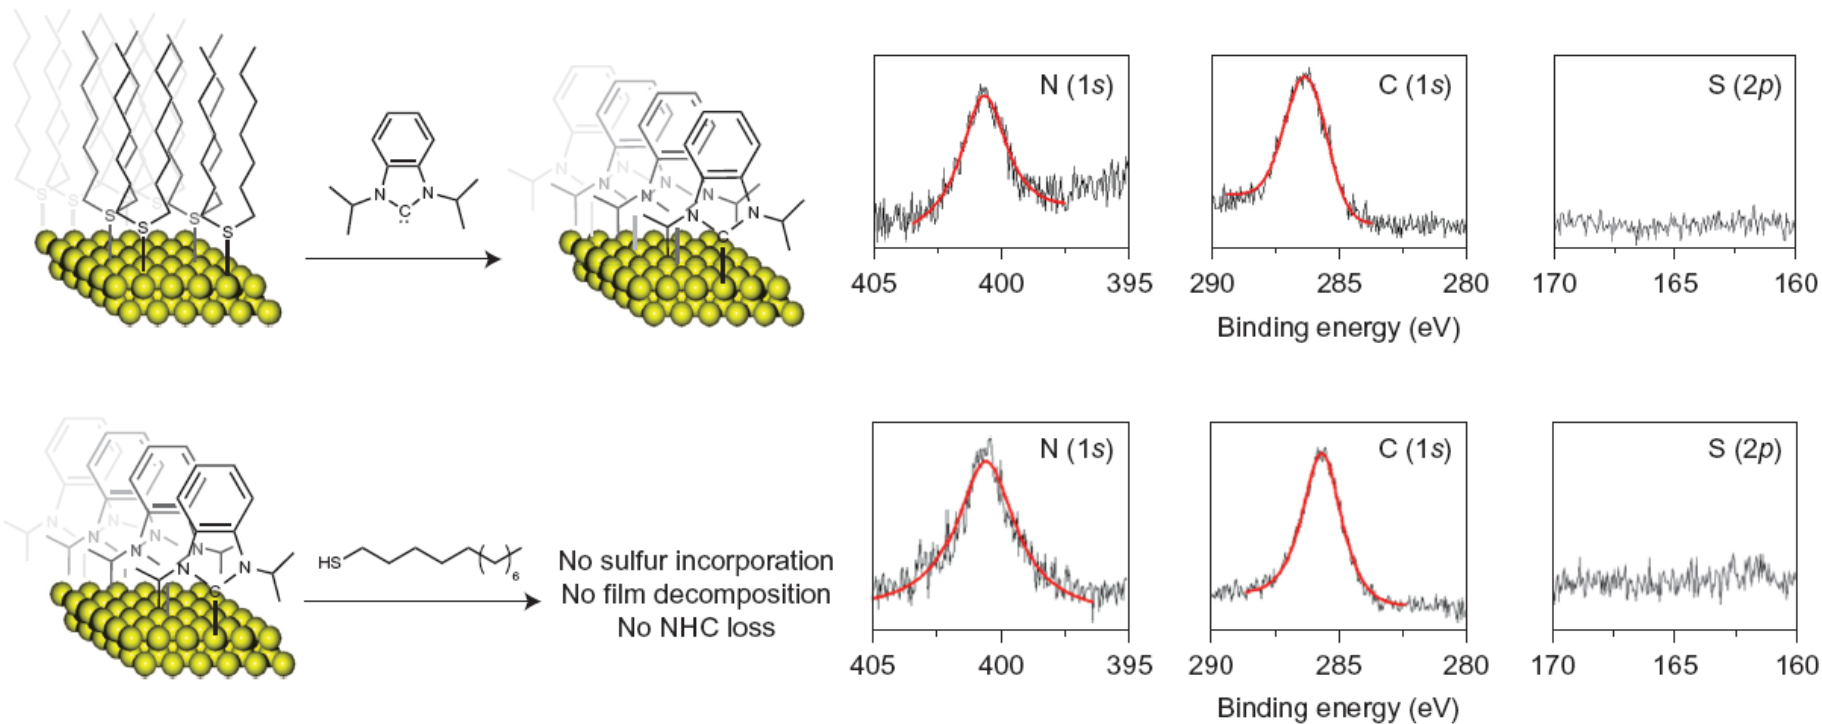 S S S S S S
N N
C
N N N N N N N
C
N (1s)
405 400 395
C (1s)
290 285 280
S (2p)
170 165 160
Binding energy (eV)
N N N N N N N
C
HS
6
No sulfur incorporation
No film decomposition
No NHC loss
N (1s)
405 400 395
C (1s)
290 285 280
S (2p)
170 165 160
Binding energy (eV)